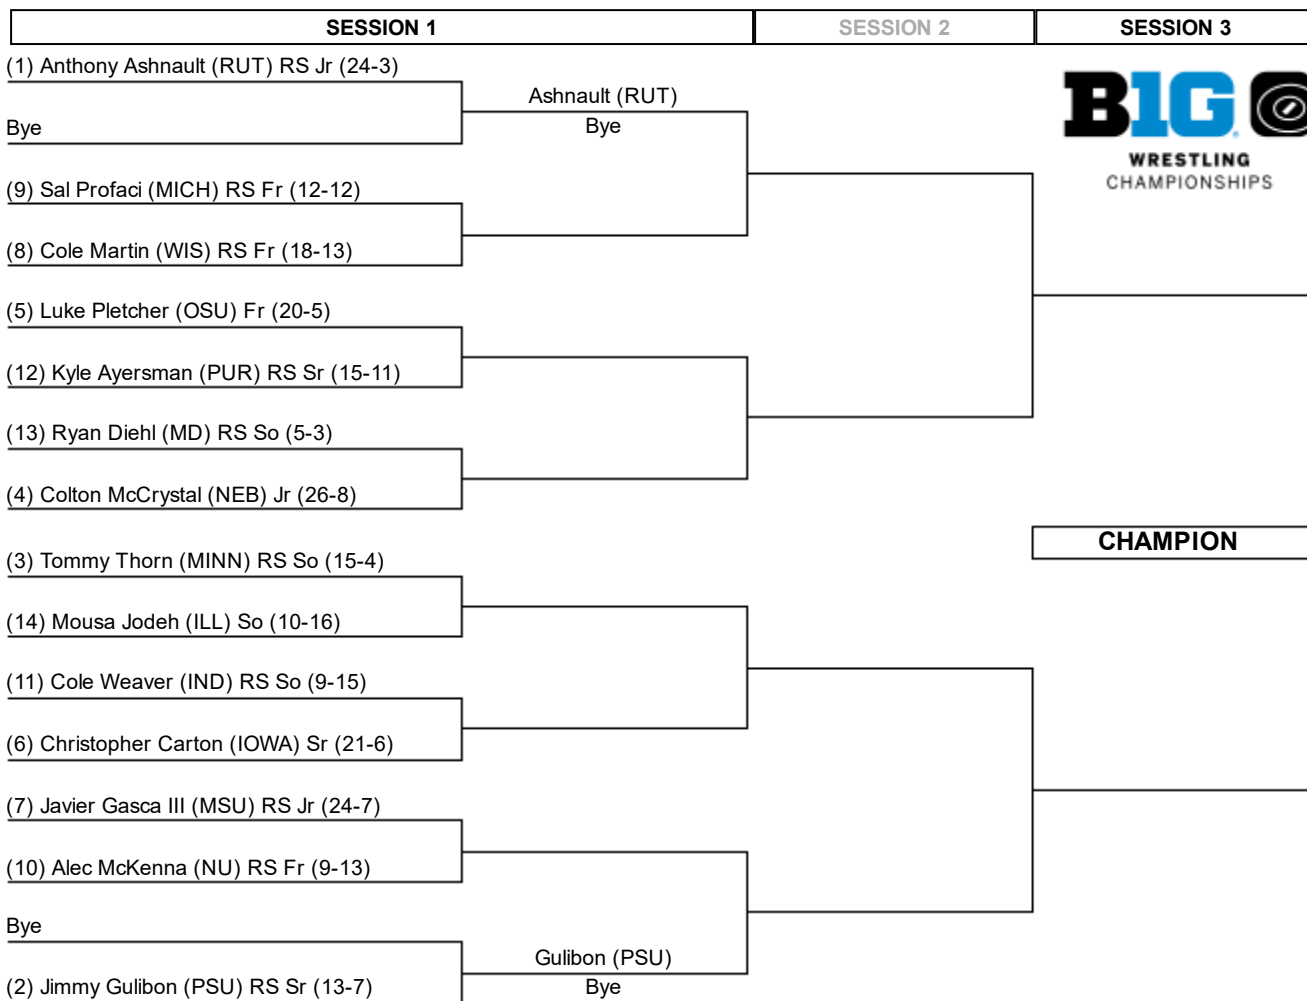 SESSION 1
SESSION 2
SESSION 3
(1) Anthony Ashnault (RUT) RS Jr (24-3)
Ashnault (RUT)
Bye
Bye
B1G
WRESTLING
CHAMPIONSHIPS
(9) Sal Profaci (MICH) RS Fr (12-12)
(8) Cole Martin (WIS) RS Fr (18-13)
(5) Luke Pletcher (OSU) Fr (20-5)
(12) Kyle Ayersman (PUR) RS Sr (15-11)
(13) Ryan Diehl (MD) RS So (5-3)
(4) Colton McCrystal (NEB) Jr (26-8)
CHAMPION
(3) Tommy Thorn (MINN) RS So (15-4)
(14) Mousa Jodeh (ILL) So (10-16)
(11) Cole Weaver (IND) RS So (9-15)
(6) Christopher Carton (IOWA) Sr (21-6)
(7) Javier Gasca III (MSU) RS Jr (24-7)
(10) Alec McKenna (NU) RS Fr (9-13)
Bye
Gulibon (PSU)
Bye
(2) Jimmy Gulibon (PSU) RS Sr (13-7)